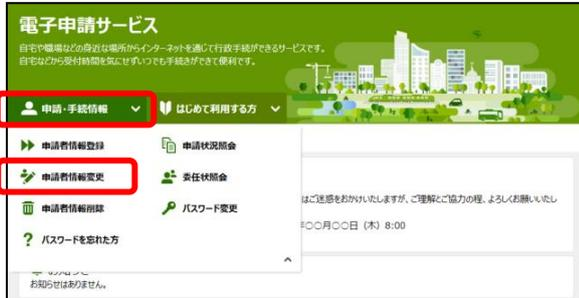 電子申請サービス
自宅や職場などの身近な場所からインターネットを通じて行政手続ができるサービスです。
自宅などから受付時間を気にせずいつでも手続きができて便利です。
申請・手続情報
はじめて利用する方
申請者情報登録
申請状況照会
申請者情報変更
委任状照会
はご迷惑をおかけいたしますが、ご理解とご協力の程、よろしくお願いいたし
申請者情報削除
パスワード変更
〇〇月〇〇日（木）8:00
パスワードを忘れた方
お知らせ
お知らせはありません。